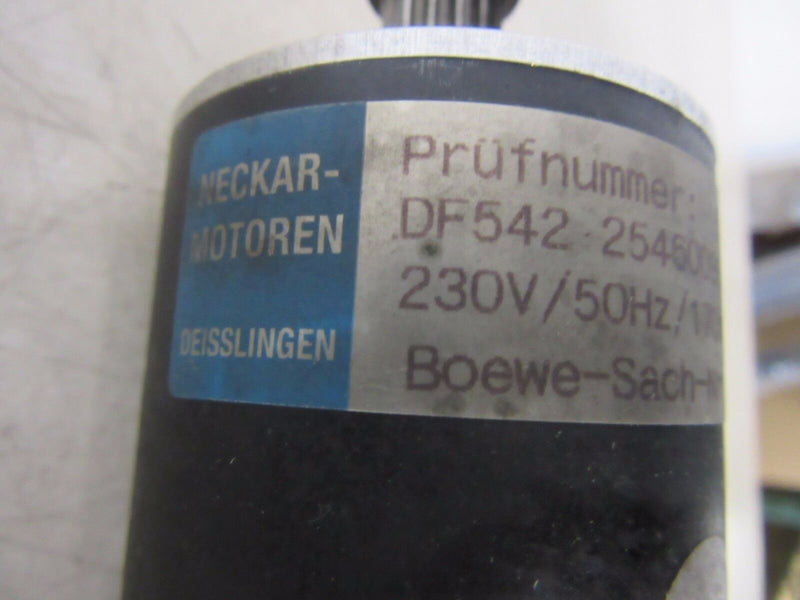 NECKAR-
MOTOREN
DEISSLINGEN
Prüfnummer:
DF542
230V/50Hz/
Boewe-Sach-